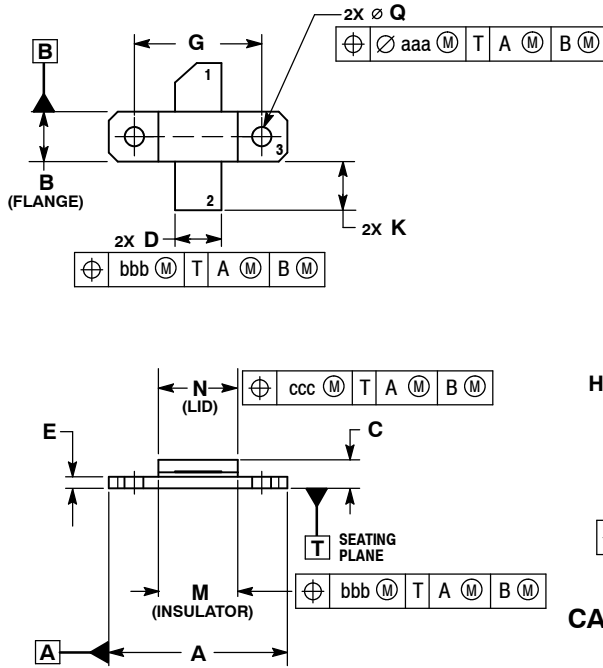 2X ⌀ Q
⌖ ⌀ aaa Ⓜ T A Ⓜ B Ⓜ
G
B
1
3
B
(FLANGE)
2
2X K
2X D
⌖ bbb Ⓜ T A Ⓜ B Ⓜ
N
(LID)
⌖ ccc Ⓜ T A Ⓜ B Ⓜ
H
E
C
T SEATING
PLANE
M
(INSULATOR)
⌖ bbb Ⓜ T A Ⓜ B Ⓜ
CA
A
A